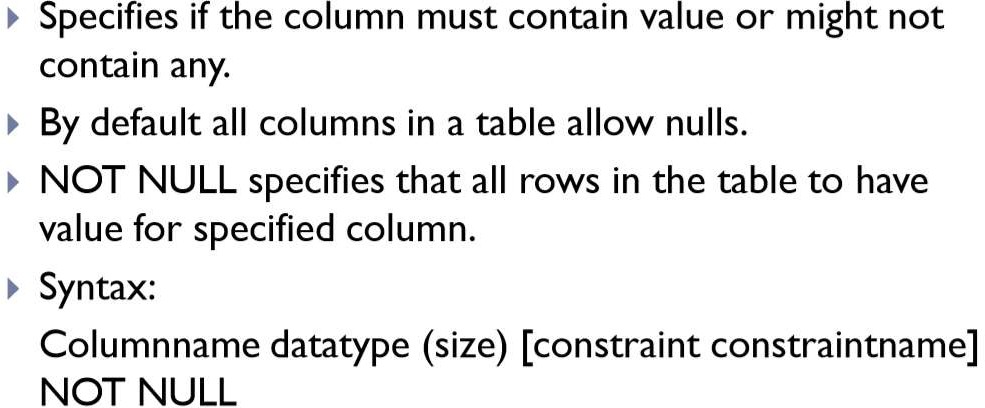 Specifies if the column must contain value or might not
contain any.
By default all columns in a table allow nulls.
NOT NULL specifies that all rows in the table to have
value for specified column.
Syntax:
Columnname datatype (size) [constraint constraintname]
NOT NULL